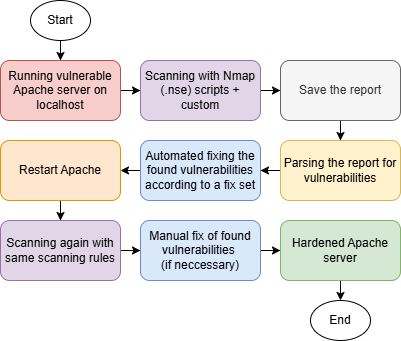 Start
Running vulnerable
Apache server on
localhost
Scanning with Nmap
(.nse) scripts +
custom
Save the report
Parsing the report for
vulnerabilities
Automated fixing the
found vulnerabilities
according to a fix set
Restart Apache
Scanning again with
same scanning rules
Manual fix of found
vulnerabilities
(if neccessary)
Hardened Apache
server
End